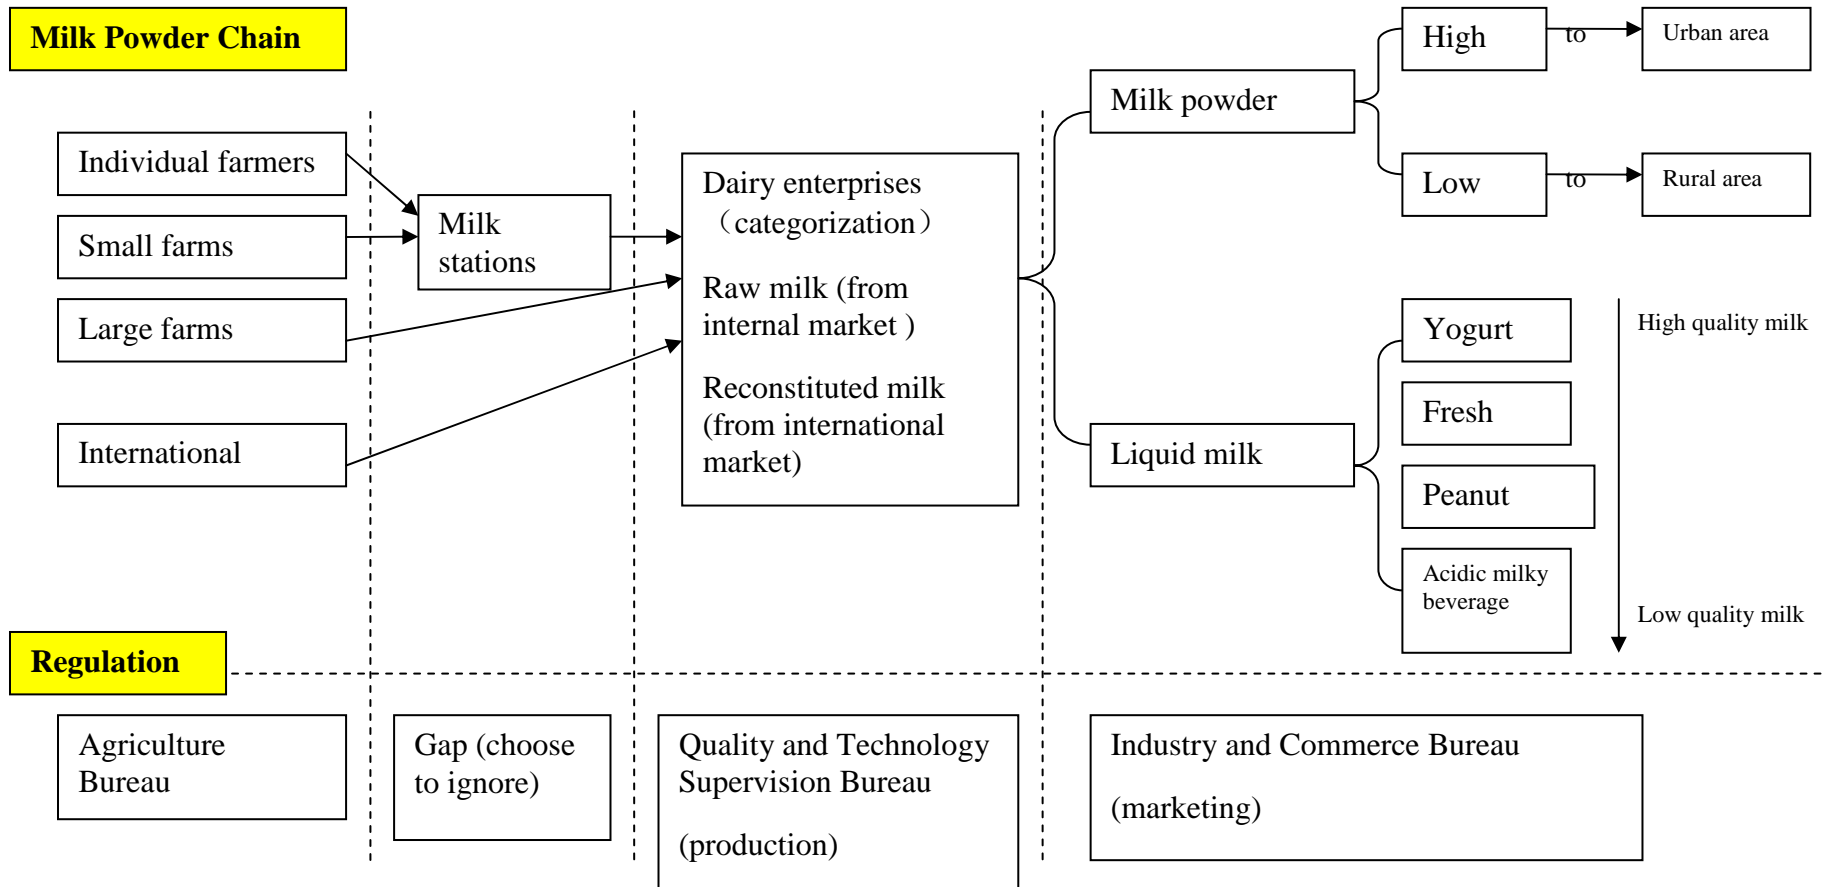 Milk Powder Chain
Individual farmers
Small farms
Large farms
International
Milk
stations
Dairy enterprises
（categorization）
Raw milk (from
internal market )
Reconstituted milk
(from international
market)
Milk powder
High
to
Urban area
Low
to
Rural area
Liquid milk
Yogurt
Fresh
Peanut
Acidic milky
beverage
High quality milk
Low quality milk
Regulation
Agriculture
Bureau
Gap (choose
to ignore)
Quality and Technology
Supervision Bureau
(production)
Industry and Commerce Bureau
(marketing)